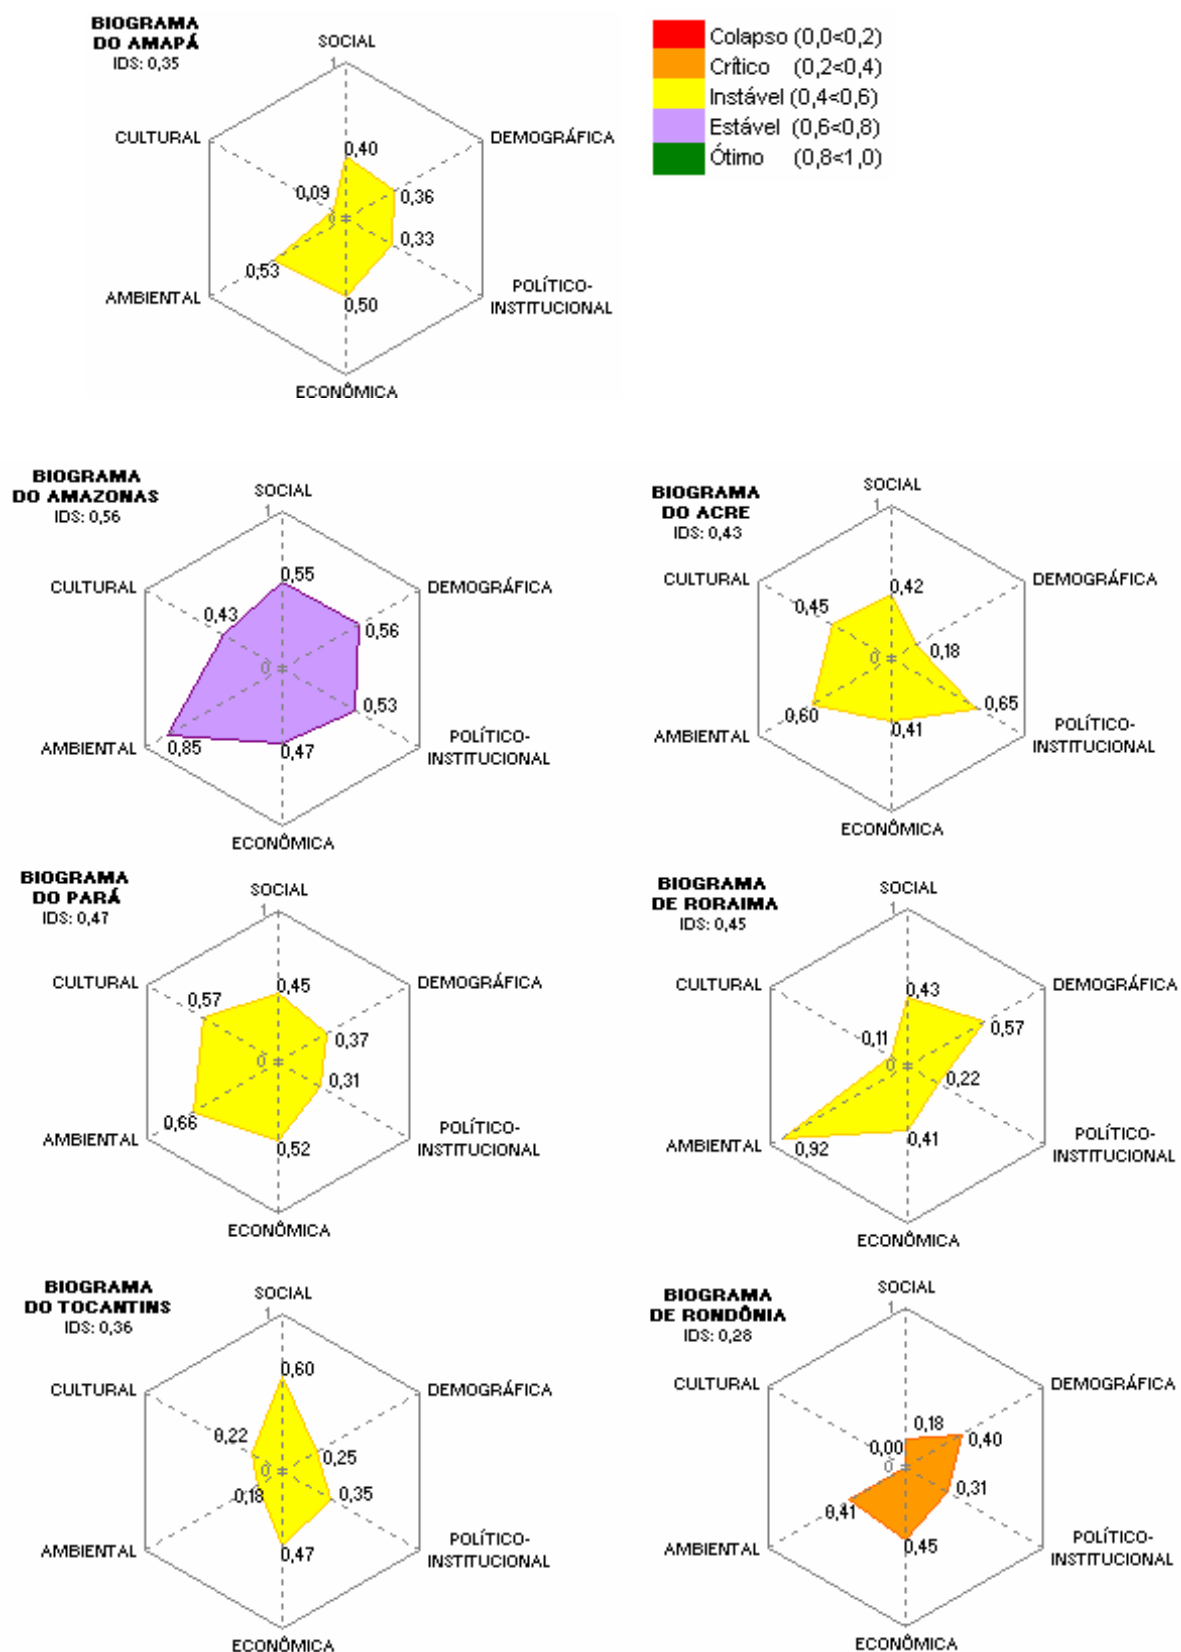 BIOGRAMA
DO AMAPÁ
IDS: 0,35
SOCIAL
1
CULTURAL
DEMOGRÁFICA
0,40
0,09
0,36
0
0,33
0,53
0,50
AMBIENTAL
POLÍTICO-
INSTITUCIONAL
ECONÔMICA
Colapso (0,0<0,2)
Crítico (0,2<0,4)
Instável (0,4<0,6)
Estável (0,6<0,8)
Ótimo (0,8<1,0)
BIOGRAMA
DO AMAZONAS
IDS: 0,56
SOCIAL
1
CULTURAL
DEMOGRÁFICA
0,55
0,43
0,56
0
0,53
0,85
0,47
AMBIENTAL
POLÍTICO-
INSTITUCIONAL
ECONÔMICA
BIOGRAMA
DO ACRE
IDS: 0,43
SOCIAL
1
CULTURAL
DEMOGRÁFICA
0,42
0,45
0,18
0
0,65
0,60
0,41
AMBIENTAL
POLÍTICO-
INSTITUCIONAL
ECONÔMICA
BIOGRAMA
DO PARÁ
IDS: 0,47
SOCIAL
1
CULTURAL
DEMOGRÁFICA
0,45
0,57
0,37
0
0,31
0,66
0,52
AMBIENTAL
POLÍTICO-
INSTITUCIONAL
ECONÔMICA
BIOGRAMA
DE RORAIMA
IDS: 0,45
SOCIAL
1
CULTURAL
DEMOGRÁFICA
0,43
0,57
0,11
0
0,22
0,92
0,41
AMBIENTAL
POLÍTICO-
INSTITUCIONAL
ECONÔMICA
BIOGRAMA
DO TOCANTINS
IDS: 0,36
SOCIAL
1
CULTURAL
DEMOGRÁFICA
0,60
0,22
0,25
0
0,18
0,35
0,47
AMBIENTAL
POLÍTICO-
INSTITUCIONAL
ECONÔMICA
BIOGRAMA
DE RONDÔNIA
IDS: 0,28
SOCIAL
1
CULTURAL
DEMOGRÁFICA
0,18
0,00
0,40
0
0,31
0,41
0,45
AMBIENTAL
POLÍTICO-
INSTITUCIONAL
ECONÔMICA